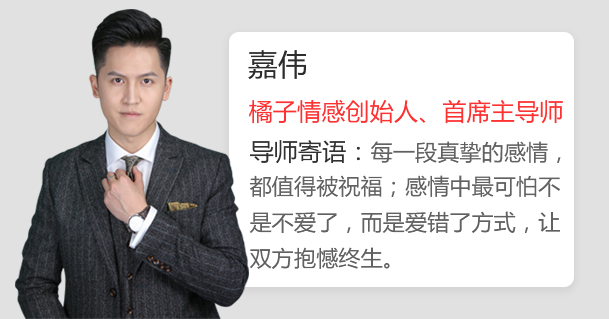 嘉伟
橘子情感创始人、首席主导师
导师寄语：每一段真挚的感情，
都值得被祝福；感情中最可怕不
是不爱了，而是爱错了方式，让
双方抱憾终生。